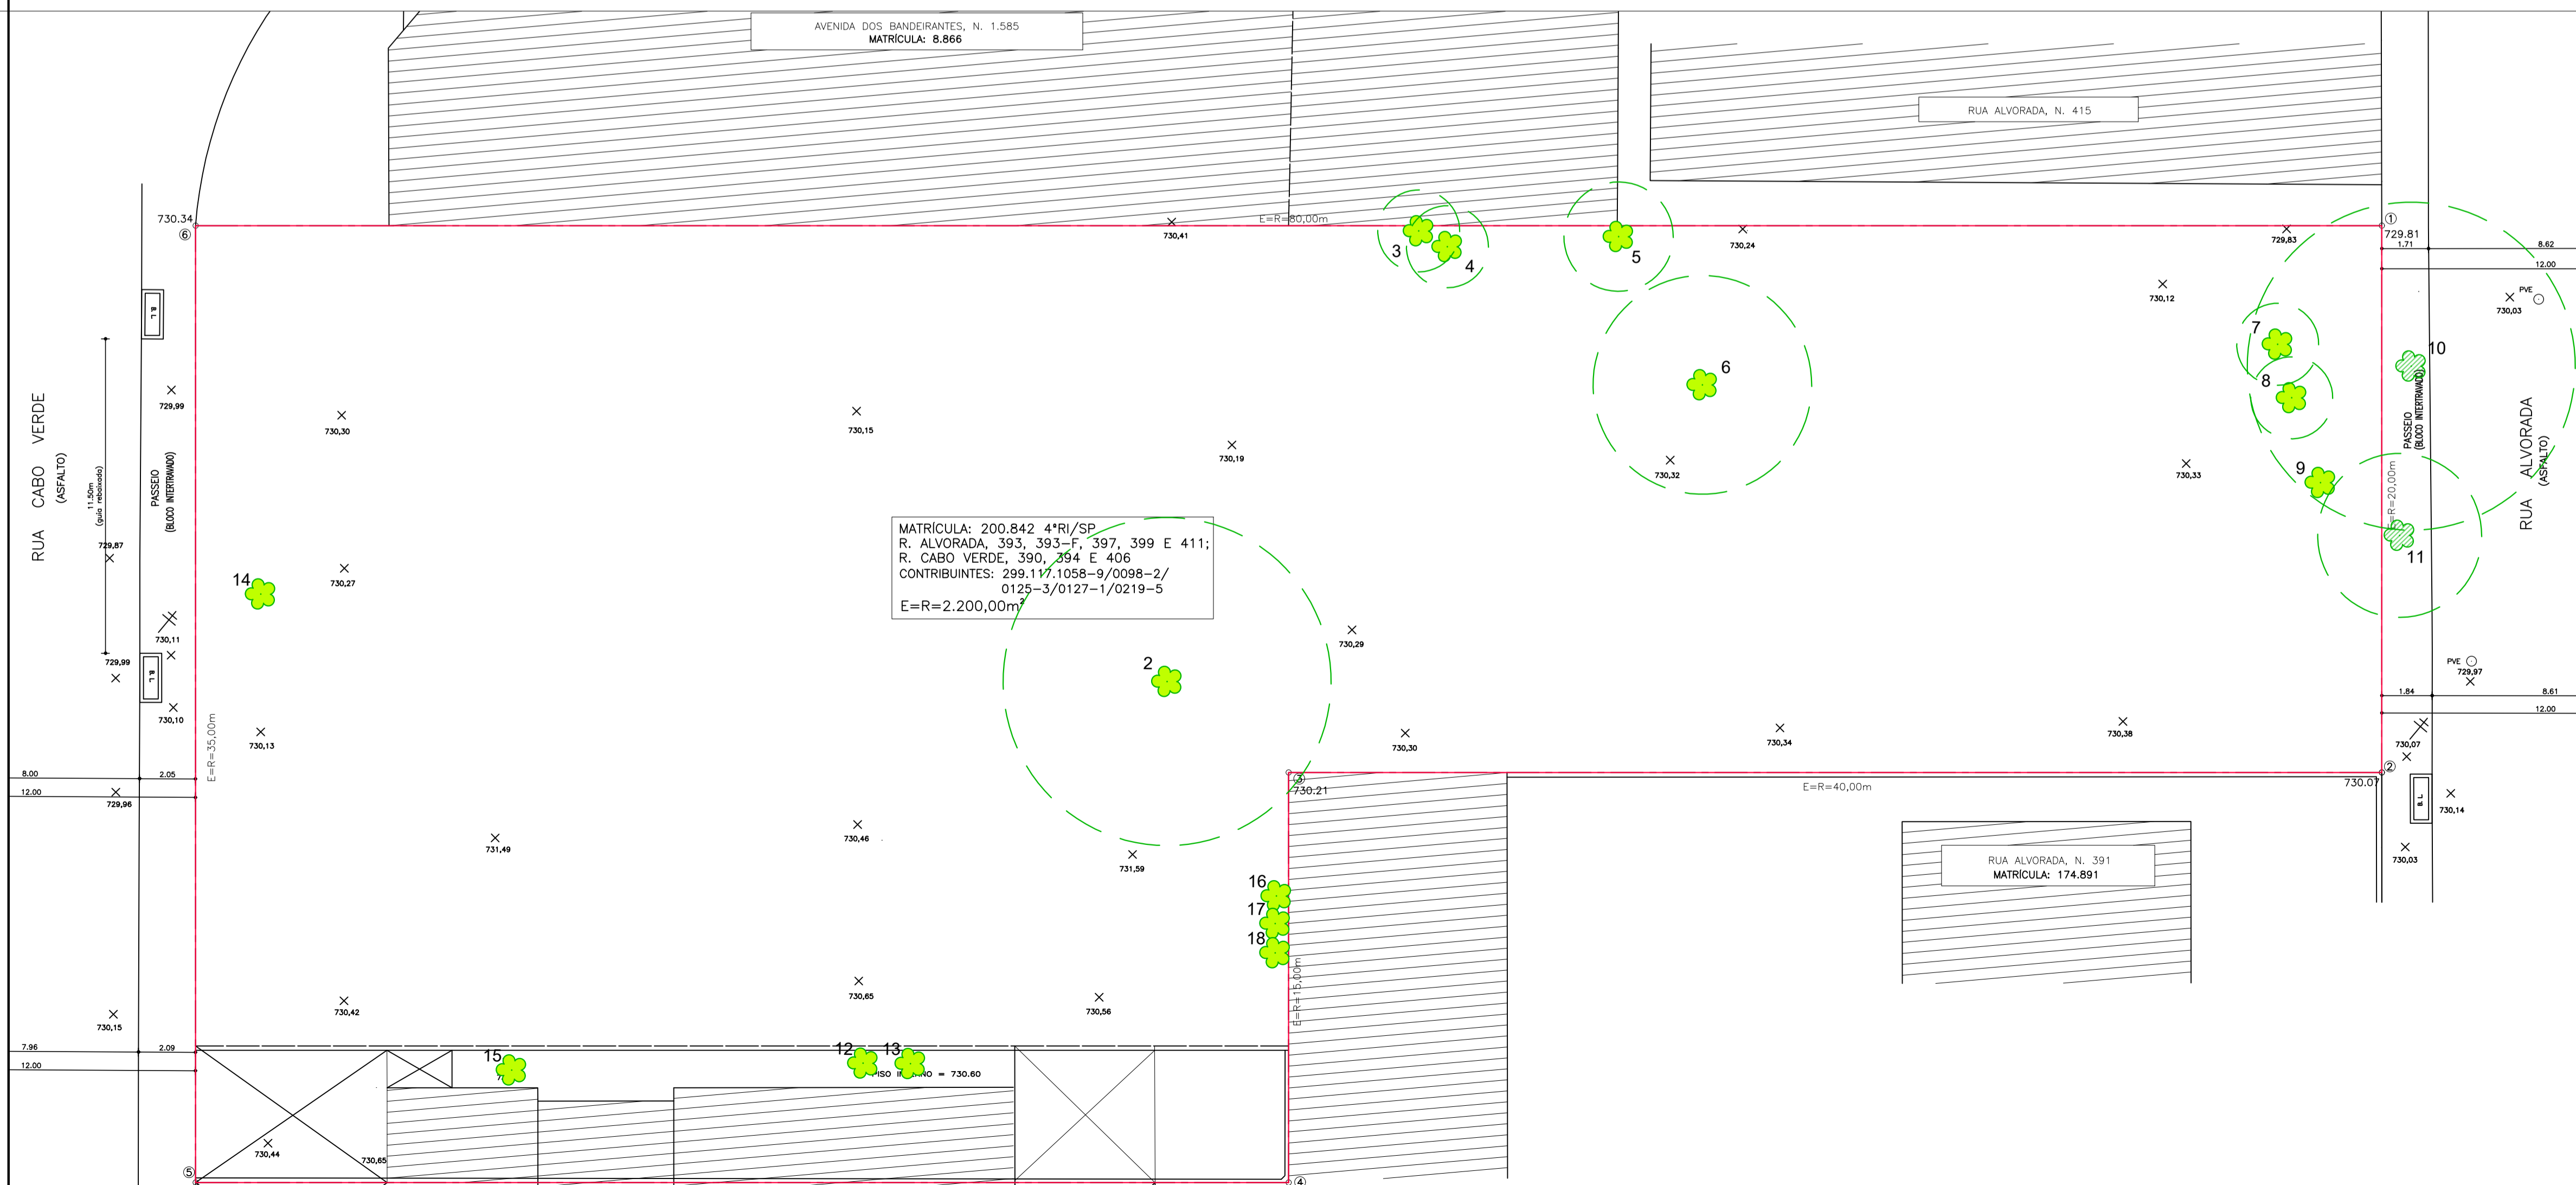 AVENIDA DOS BANDEIRANTES, N. 1.585
MATRÍCULA: 8.866
RUA ALVORADA, N. 415
730.34
⑥
E=R=80,00m
730,41
3
4
5
730,24
729,83
①
729.81
1.71
8.62
12.00
730,12
PVE
730,03
B. L.
7
10
6
8
RUA CABO VERDE
(ASFALTO)
11.50m
(guia rebaixada)
PASSEIO
(BLOCO INTERTRAVADO)
729,99
730,30
730,15
730,19
730,32
730,33
9
E=R=20,00m
PASSEIO
(BLOCO INTERTRAVADO)
RUA ALVORADA
(ASFALTO)
11
729,87
MATRÍCULA: 200.842 4ºRI/SP
R. ALVORADA, 393, 393-F, 397, 399 E 411;
R. CABO VERDE, 390, 394 E 406
CONTRIBUINTES: 299.117.1058-9/0098-2/
0125-3/0127-1/0219-5
E=R=2.200,00m²
14
730,27
730,11
729,99
B. L.
730,29
2
PVE
729,97
1.84
8.61
12.00
730,10
730,13
E=R=35,00m
730,30
730,34
730,38
730,07
②
730.07
③
730.21
E=R=40,00m
8.00
2.05
12.00
729,96
B. L.
730,14
731,49
730,46
731,59
730,03
RUA ALVORADA, N. 391
MATRÍCULA: 174.891
16
17
18
E=R=15,00m
730,65
730,56
730,42
730,15
7.96
2.09
12.00
15
12
13
= 730.60
730,44
730,65
⑤
④